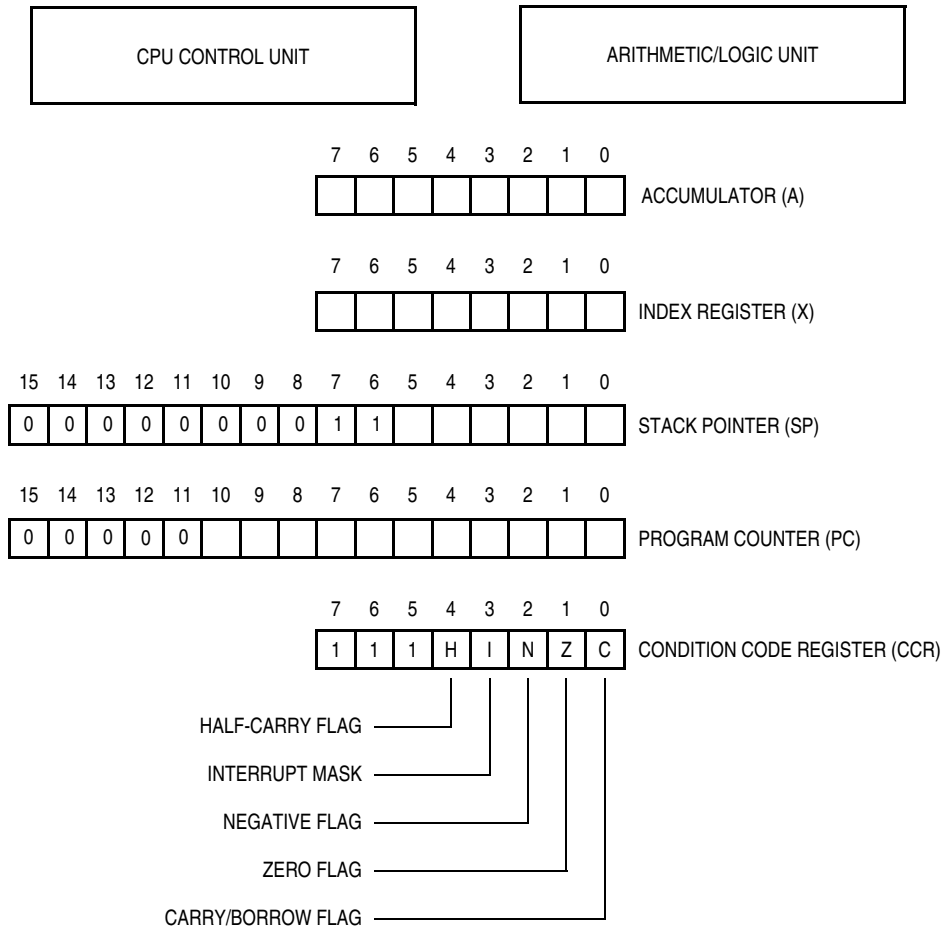 CPU CONTROL UNIT
ARITHMETIC/LOGIC UNIT
7 6 5 4 3 2 1 0
ACCUMULATOR (A)
7 6 5 4 3 2 1 0
INDEX REGISTER (X)
15 14 13 12 11 10 9 8 7 6 5 4 3 2 1 0
0 0 0 0 0 0 0 0 1 1 STACK POINTER (SP)
15 14 13 12 11 10 9 8 7 6 5 4 3 2 1 0
0 0 0 0 0 PROGRAM COUNTER (PC)
7 6 5 4 3 2 1 0
1 1 1 H I N Z C CONDITION CODE REGISTER (CCR)
HALF-CARRY FLAG
INTERRUPT MASK
NEGATIVE FLAG
ZERO FLAG
CARRY/BORROW FLAG